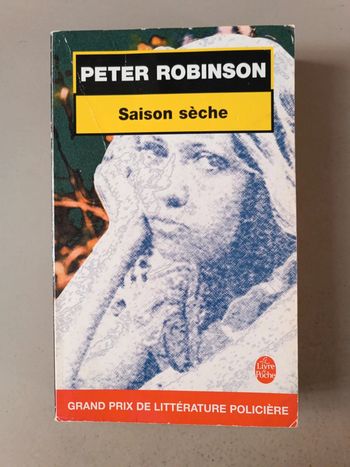 PETER ROBINSON
Saison sèche
Le
Livre
de
Poche
GRAND PRIX DE LITTÉRATURE POLICIÈRE